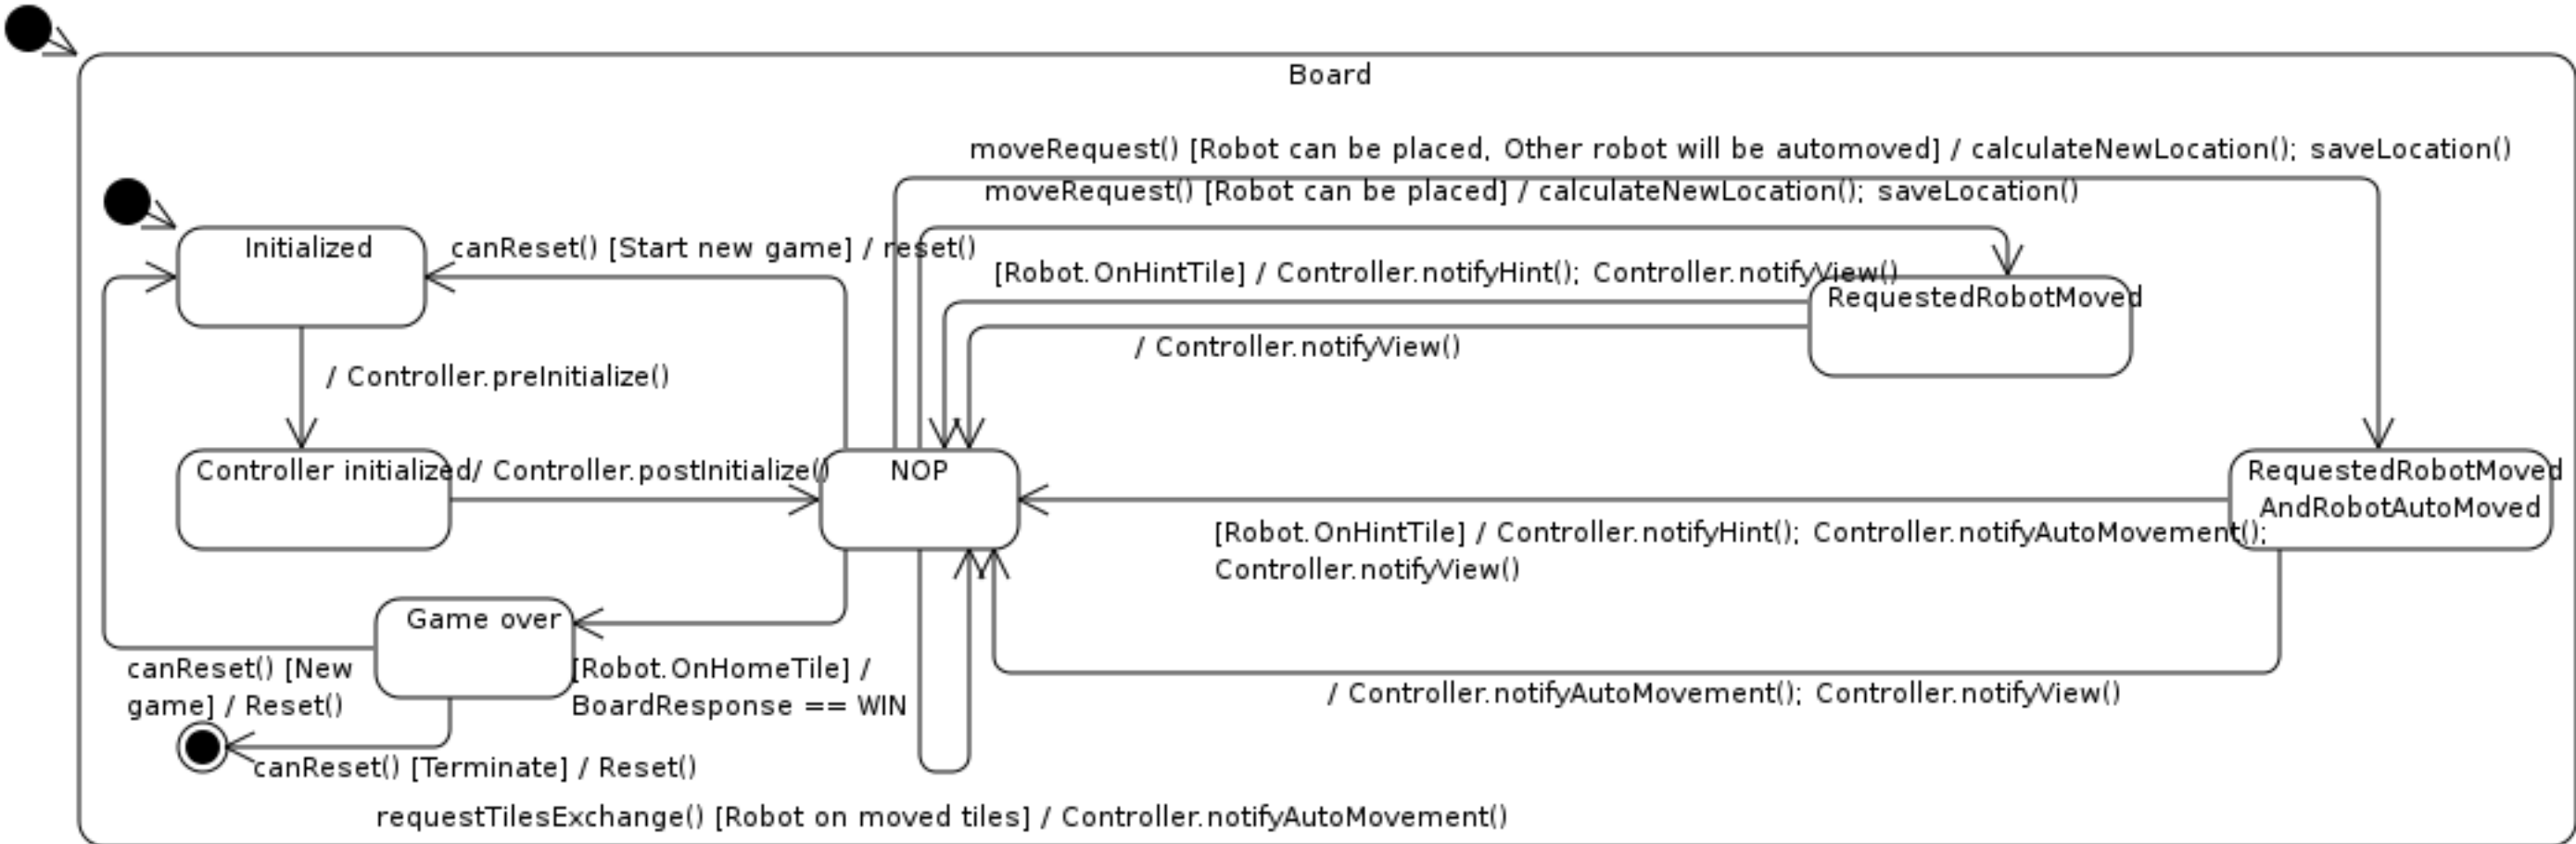 Board
moveRequest() [Robot can be placed, Other robot will be automoved] / calculateNewLocation(); saveLocation()
moveRequest() [Robot can be placed] / calculateNewLocation(); saveLocation()
Initialized
canReset() [Start new game] / reset()
[Robot.OnHintTile] / Controller.notifyHint(); Controller.notifyView()
RequestedRobotMoved
/ Controller.notifyView()
/ Controller.preInitialize()
Controller initialized
/ Controller.postInitialize()
NOP
RequestedRobotMoved
AndRobotAutoMoved
[Robot.OnHintTile] / Controller.notifyHint(); Controller.notifyAutoMovement();
Controller.notifyView()
Game over
canReset() [New
game] / Reset()
[Robot.OnHomeTile] /
BoardResponse == WIN
/ Controller.notifyAutoMovement(); Controller.notifyView()
canReset() [Terminate] / Reset()
requestTilesExchange() [Robot on moved tiles] / Controller.notifyAutoMovement()